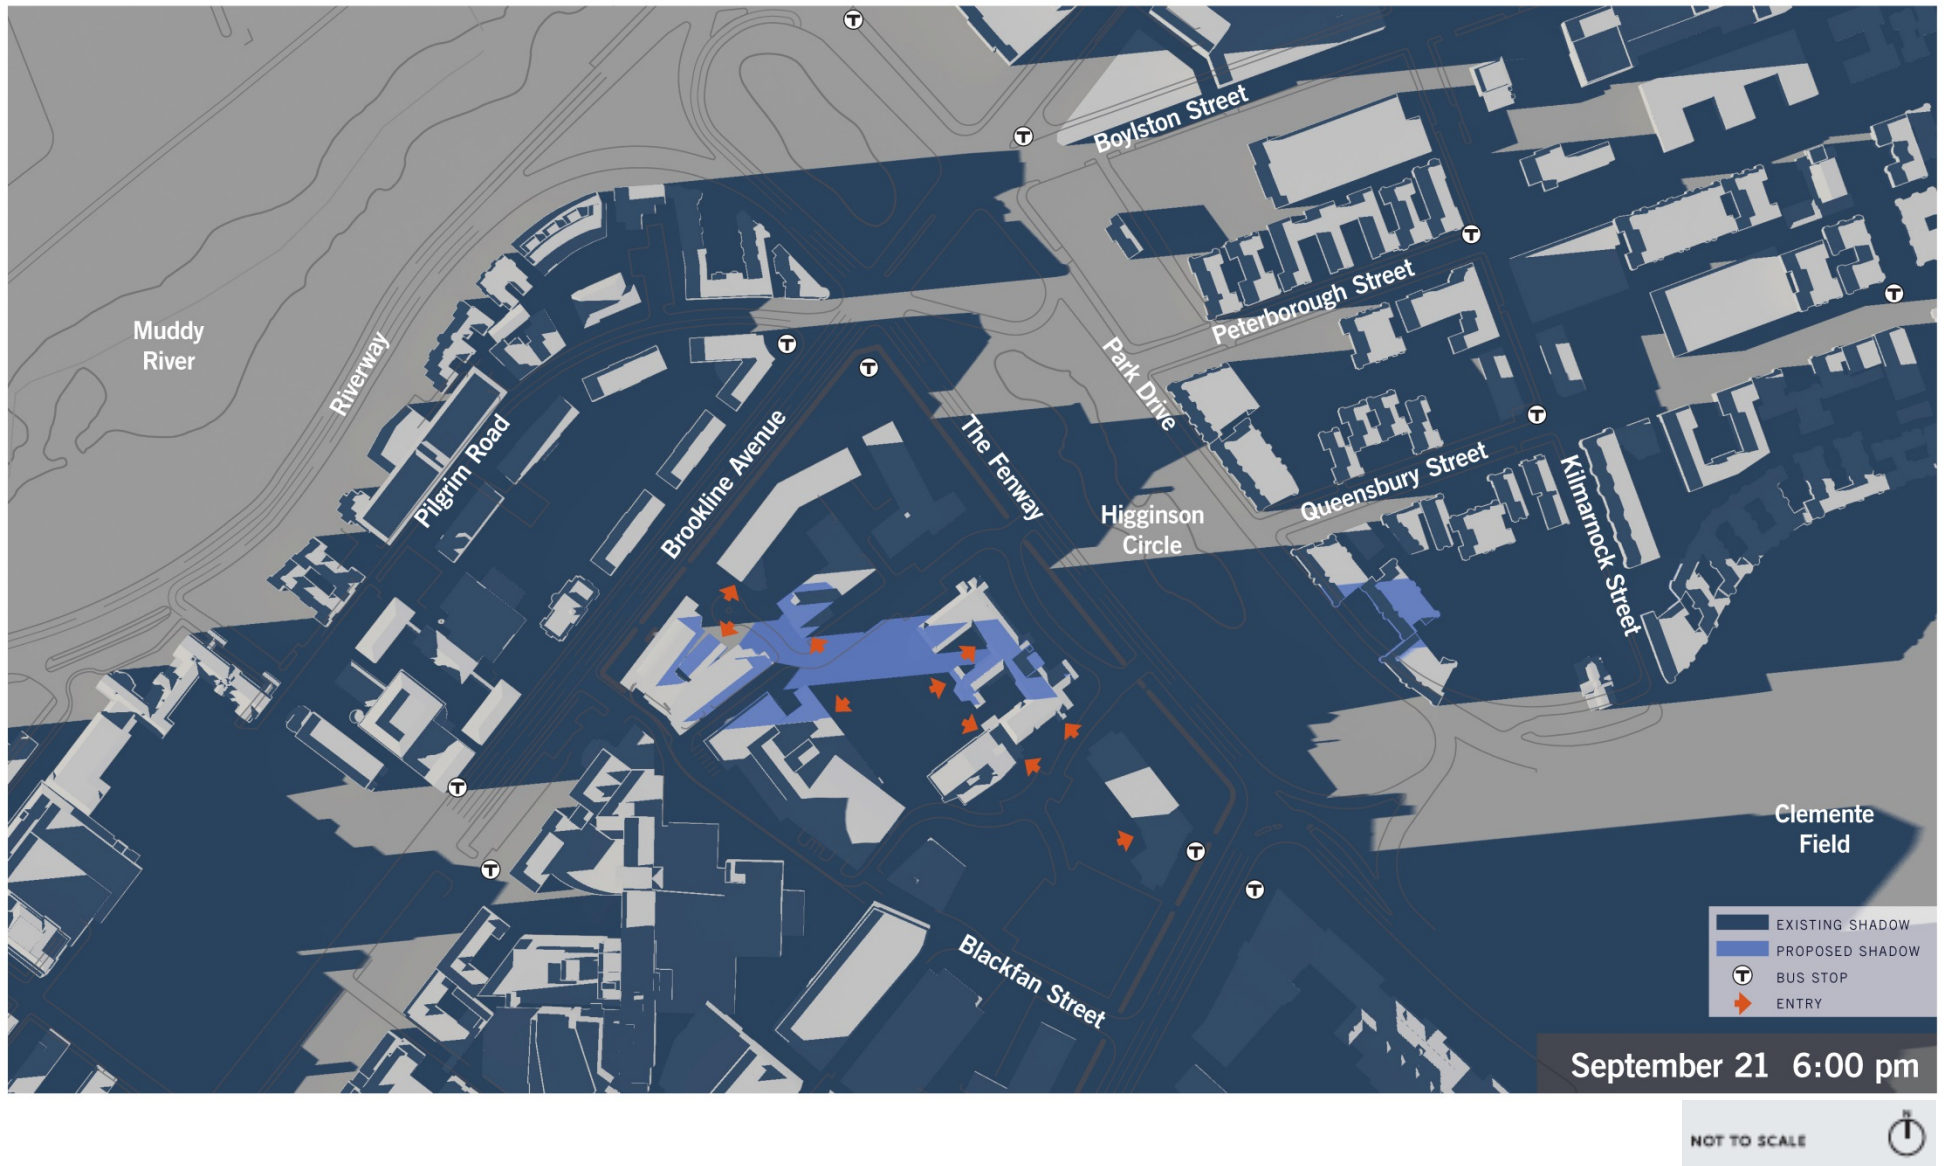 T
T
Boylston Street
T
T
Peterborough Street
Muddy
River
Riverway
T
T
Park Drive
T
Pilgrim Road
Brookline Avenue
The Fenway
Queensbury Street
Kilmarnock Street
Higginson
Circle
T
T
T
T
Clemente
Field
Blackfan Street
EXISTING SHADOW
PROPOSED SHADOW
T BUS STOP
ENTRY
September 21 6:00 pm
NOT TO SCALE
N